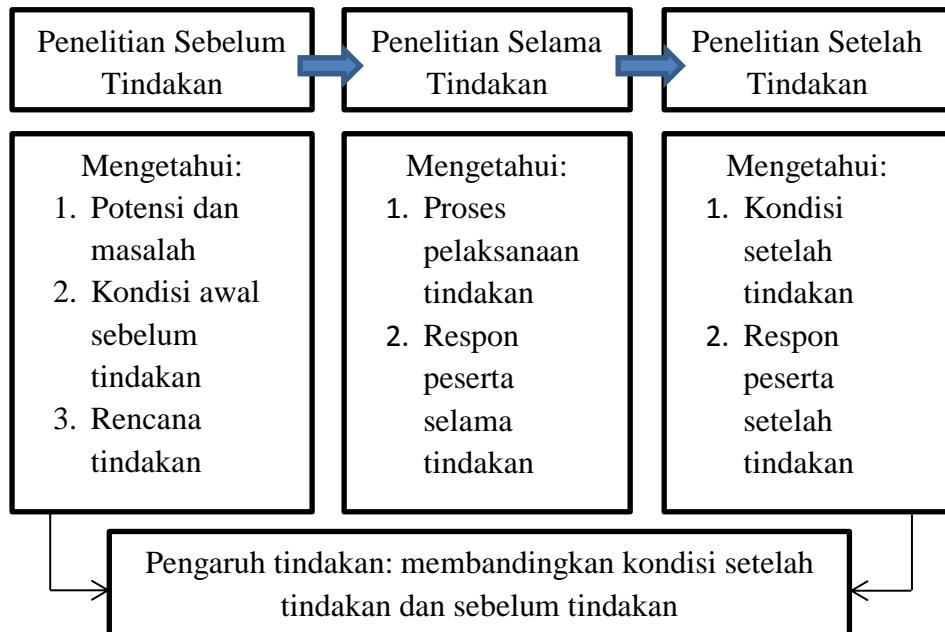 Penelitian Sebelum
Tindakan
Penelitian Selama
Tindakan
Penelitian Setelah
Tindakan
Mengetahui:
1. Potensi dan
masalah
2. Kondisi awal
sebelum
tindakan
3. Rencana
tindakan
Mengetahui:
1. Proses
pelaksanaan
tindakan
2. Respon
peserta
selama
tindakan
Mengetahui:
1. Kondisi
setelah
tindakan
2. Respon
peserta
setelah
tindakan
Pengaruh tindakan: membandingkan kondisi setelah
tindakan dan sebelum tindakan